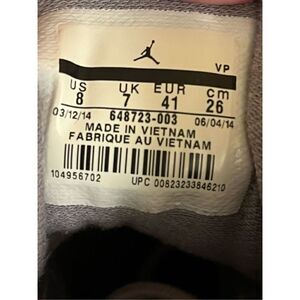 VP
US UK EUR cm
8 7 41 26
03/12/14 648723-003 06/04/14
MADE IN VIETNAM
FABRIQUE AU VIETNAM
104956702 UPC 00823233846210